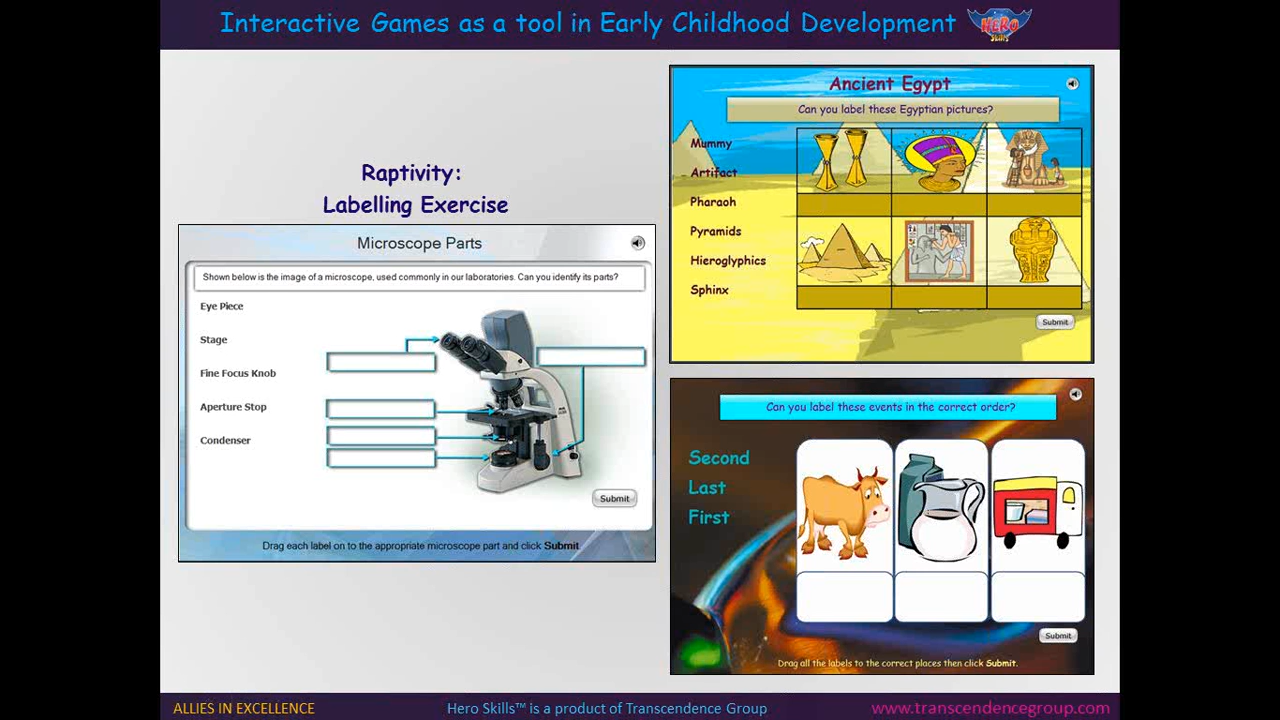 Interactive Games as a tool in Early Childhood Development
HERO
Skills
Raptivity:
Labelling Exercise
Microscope Parts
Shown below is the image of a microscope, used commonly in our laboratories. Can you identify its parts?
Eye Piece
Stage
Fine Focus Knob
Aperture Stop
Condenser
Submit
Drag each label on to the appropriate microscope part and click Submit
Ancient Egypt
Can you label these Egyptian pictures?
Mummy
Artifact
Pharaoh
Pyramids
Hieroglyphics
Sphinx
Submit
Can you label these events in the correct order?
Second
Last
First
Submit
Drag all the labels to the correct places then click Submit.
ALLIES IN EXCELLENCE
Hero Skills™ is a product of Transcendence Group
www.transcendencegroup.com